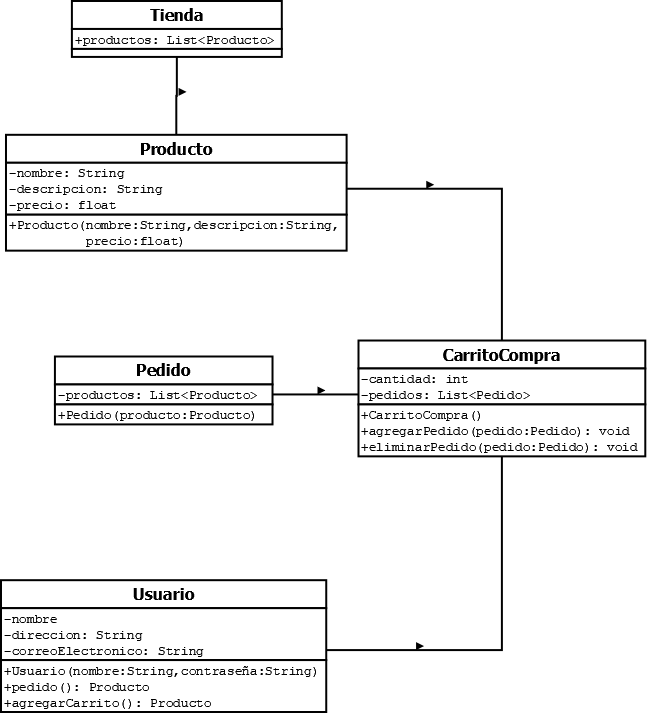 Tienda
+productos: List<Producto>
Producto
-nombre: String
-descripcion: String
-precio: float
+Producto(nombre:String,descripcion:String,
precio:float)
Pedido
-productos: List<Producto>
+Pedido(producto:Producto)
CarritoCompra
-cantidad: int
-pedidos: List<Pedido>
+CarritoCompra()
+agregarPedido(pedido:Pedido): void
+eliminarPedido(pedido:Pedido): void
Usuario
-nombre
-direccion: String
-correoElectronico: String
+Usuario(nombre:String,contraseña:String)
+pedido(): Producto
+agregarCarrito(): Producto